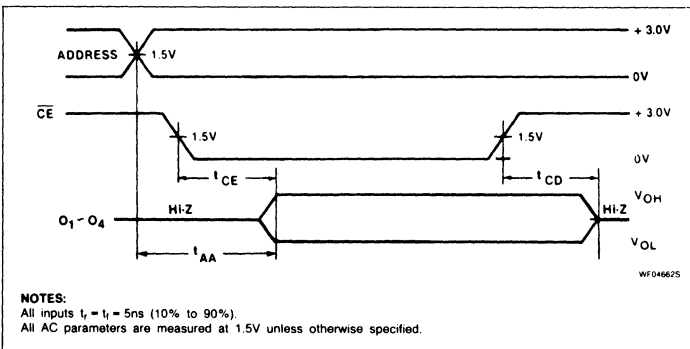 + 3.0V
ADDRESS 1.5V
0V
CE + 3.0V
1.5V 1.5V
0V
tCE tCD
VOH
Hi-Z Hi-Z
O1-O4
VOL
tAA
WF04662S
NOTES:
All inputs tr = tf = 5ns (10% to 90%).
All AC parameters are measured at 1.5V unless otherwise specified.